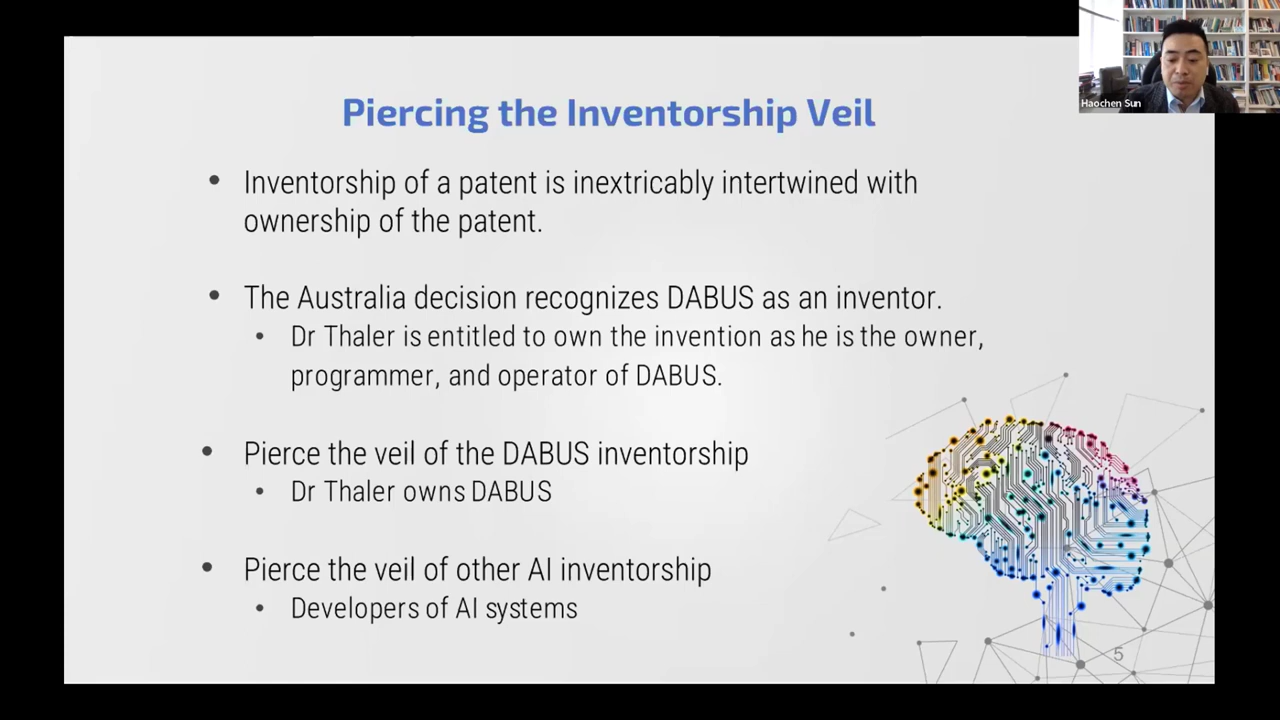 Haochen Sun
Piercing the Inventorship Veil
• Inventorship of a patent is inextricably intertwined with
ownership of the patent.
• The Australia decision recognizes DABUS as an inventor.
• Dr Thaler is entitled to own the invention as he is the owner,
programmer, and operator of DABUS.
• Pierce the veil of the DABUS inventorship
• Dr Thaler owns DABUS
• Pierce the veil of other AI inventorship
• Developers of AI systems
5